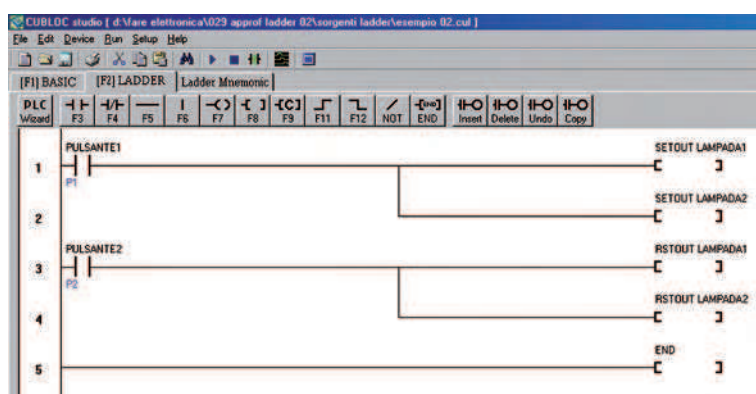 CUBLOC studio [ d:\fare elettronica\029 approf ladder 02\sorgenti ladder\esempio 02.cul ]
File Edit Device Run Setup Help
[F1] BASIC [F2] LADDER Ladder Mnemonic
PLC Wizard F3 F4 F5 F6 F7 F8 F9 F11 F12 NOT END Insert Delete Undo Copy
PULSANTE1 SETOUT LAMPADA1
1
P1
SETOUT LAMPADA2
2
PULSANTE2 RSTOUT LAMPADA1
3
P2
RSTOUT LAMPADA2
4
END
5